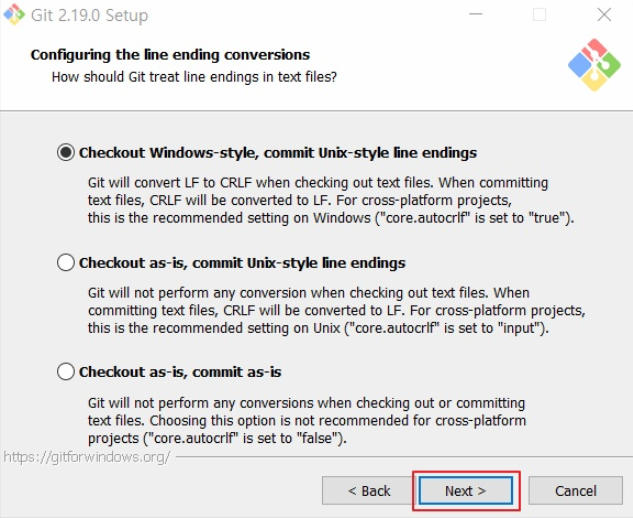 Git 2.19.0 Setup
Configuring the line ending conversions
How should Git treat line endings in text files?
Checkout Windows-style, commit Unix-style line endings
Git will convert LF to CRLF when checking out text files. When committing
text files, CRLF will be converted to LF. For cross-platform projects,
this is the recommended setting on Windows ("core.autocrlf" is set to "true").
Checkout as-is, commit Unix-style line endings
Git will not perform any conversion when checking out text files. When
committing text files, CRLF will be converted to LF. For cross-platform projects,
this is the recommended setting on Unix ("core.autocrlf" is set to "input").
Checkout as-is, commit as-is
Git will not perform any conversions when checking out or committing
text files. Choosing this option is not recommended for cross-platform
projects ("core.autocrlf" is set to "false").
https://gitforwindows.org/
< Back
Next >
Cancel